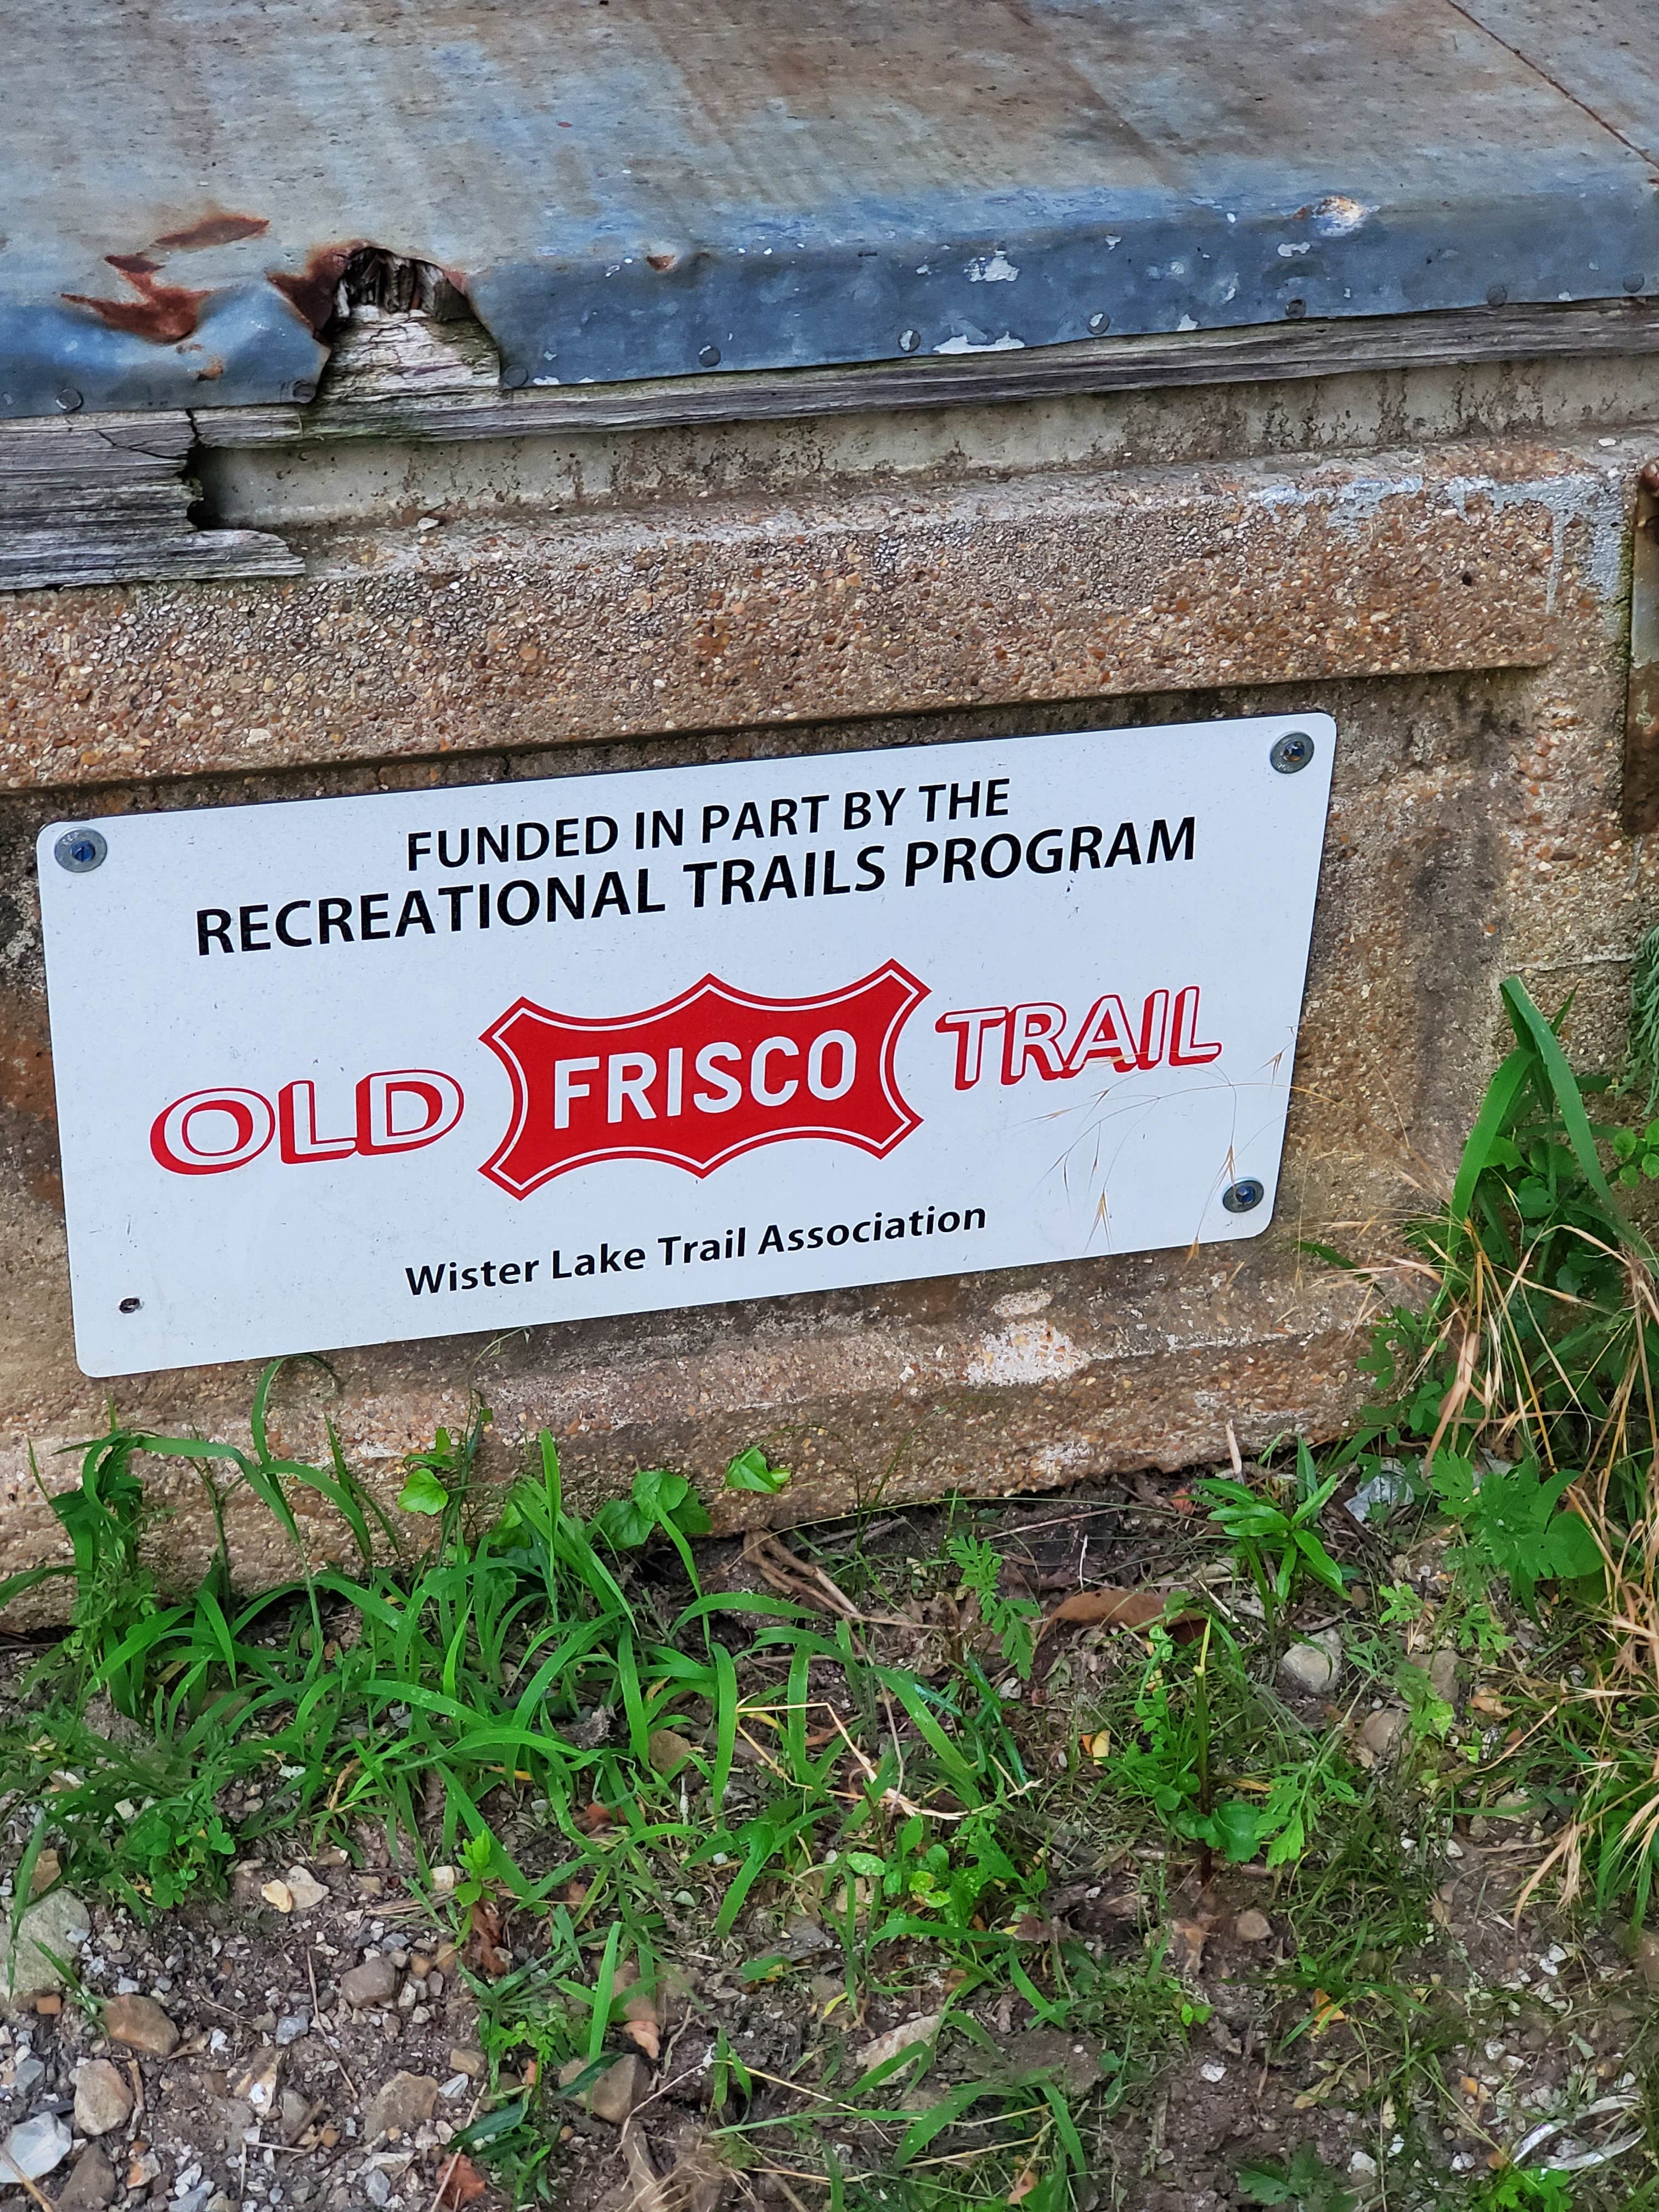 FUNDED IN PART BY THE
RECREATIONAL TRAILS PROGRAM
OLD FRISCO TRAIL
Wister Lake Trail Association